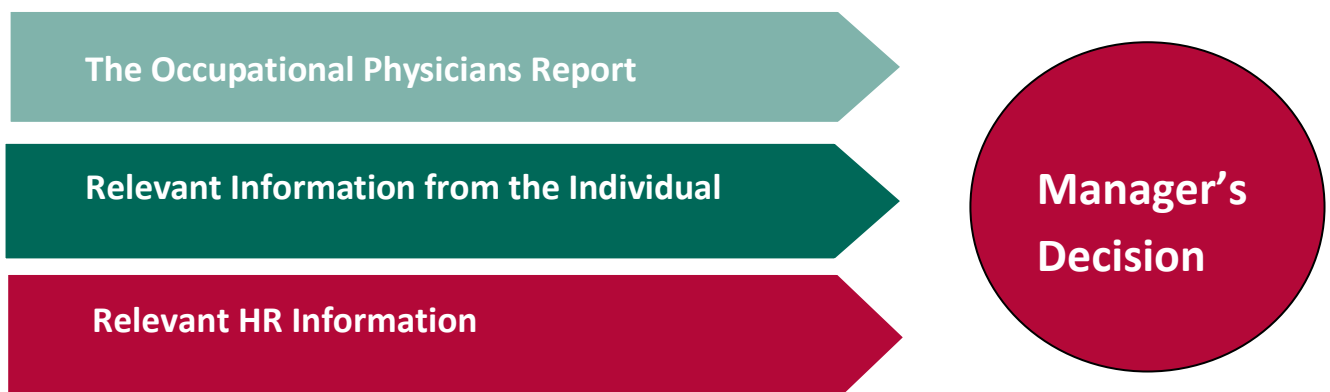 The Occupational Physicians Report
Relevant Information from the Individual
Relevant HR Information
Manager’s
Decision